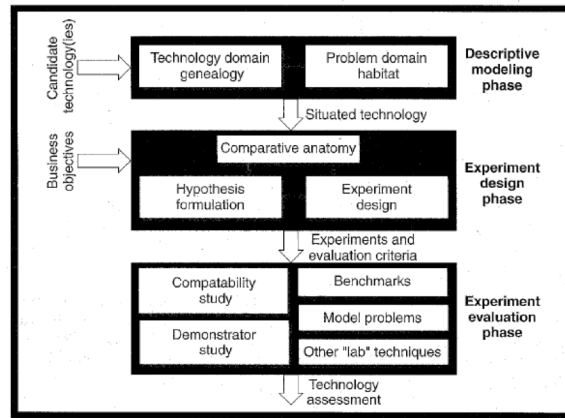 Candidate
technology(ies)
Technology domain
genealogy
Problem domain
habitat
Descriptive
modeling
phase
Situated technology
Business
objectives
Comparative anatomy
Hypothesis
formulation
Experiment
design
Experiment
design
phase
Experiments and
evaluation criteria
Compatability
study
Demonstrator
study
Benchmarks
Model problems
Other "lab" techniques
Experiment
evaluation
phase
Technology
assessment